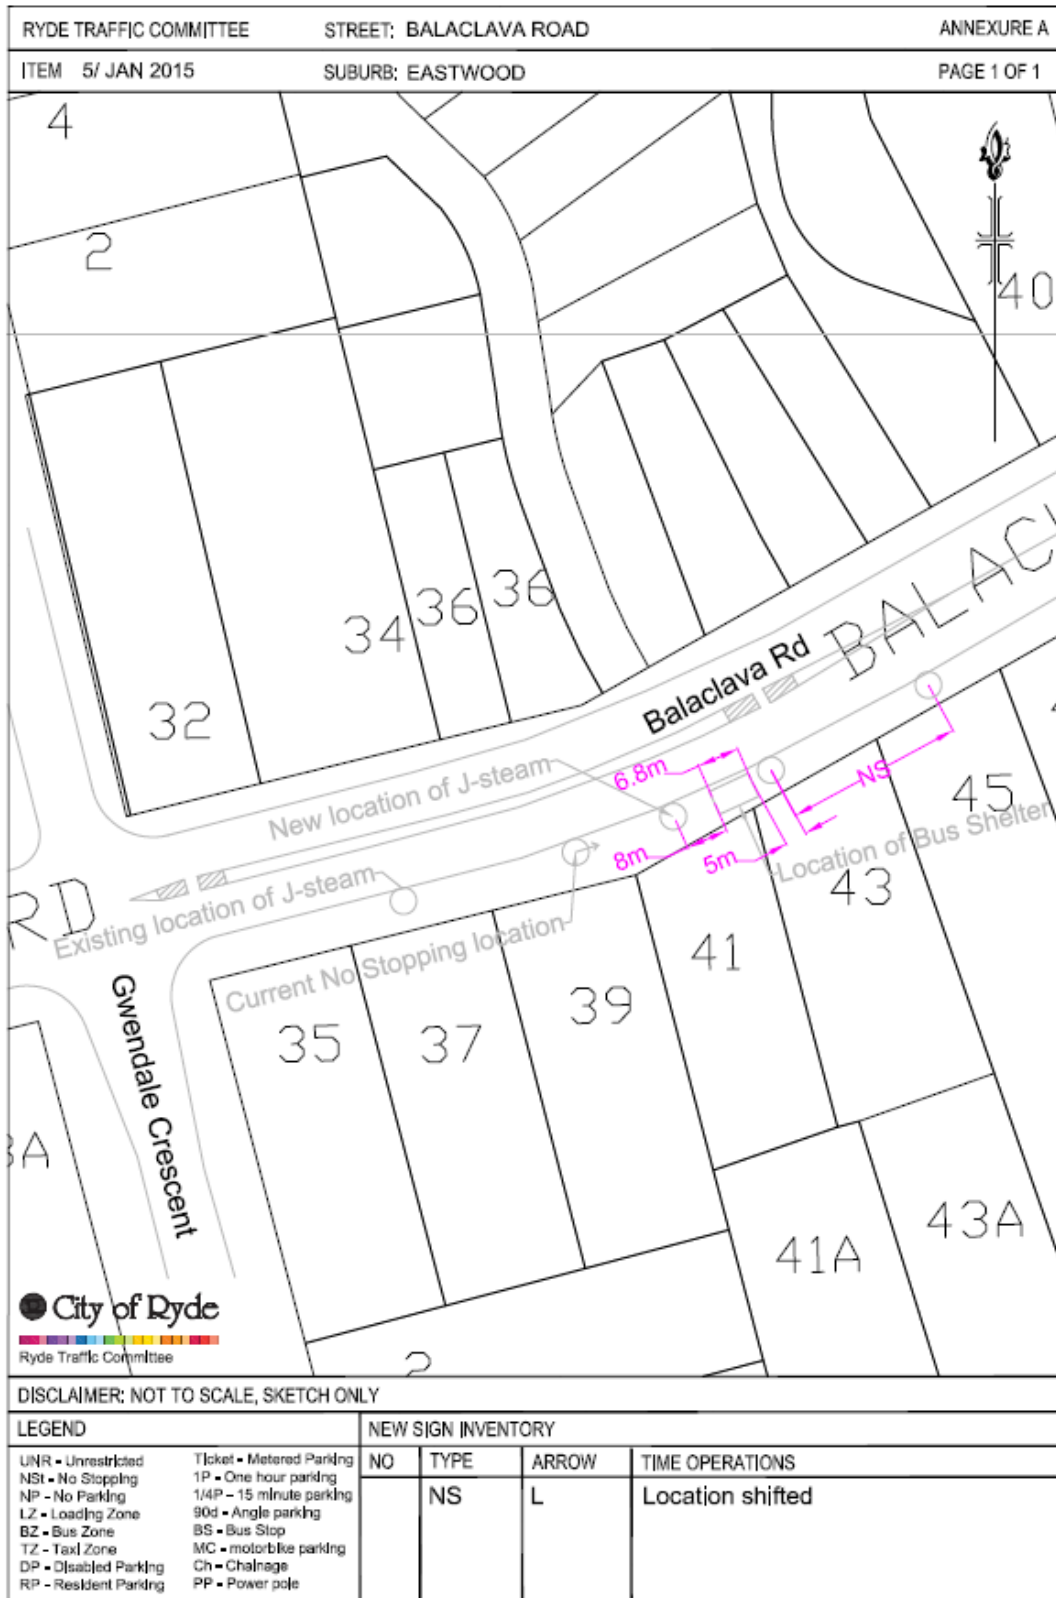 RYDE TRAFFIC COMMITTEE STREET: BALACLAVA ROAD ANNEXURE A
ITEM 5/ JAN 2015 SUBURB: EASTWOOD PAGE 1 OF 1
4
2
40
34
36
36
32
Balaclava Rd
BALAC
New location of J-steam
6.8m
NS
45
8m
5m
Location of Bus Shelter
43
RD
Existing location of J-steam
Current No Stopping location
41
39
37
35
Gwendale Crescent
3A
43A
41A
2
City of Ryde
Ryde Traffic Committee
DISCLAIMER: NOT TO SCALE, SKETCH ONLY
LEGEND
UNR - Unrestricted
NSt - No Stopping
NP - No Parking
LZ - Loading Zone
BZ - Bus Zone
TZ - Taxi Zone
DP - Disabled Parking
RP - Resident Parking
Ticket - Metered Parking
1P - One hour parking
1/4P - 15 minute parking
90d - Angle parking
BS - Bus Stop
MC - motorbike parking
Ch - Chainage
PP - Power pole
NEW SIGN INVENTORY
NO TYPE ARROW TIME OPERATIONS
NS L Location shifted